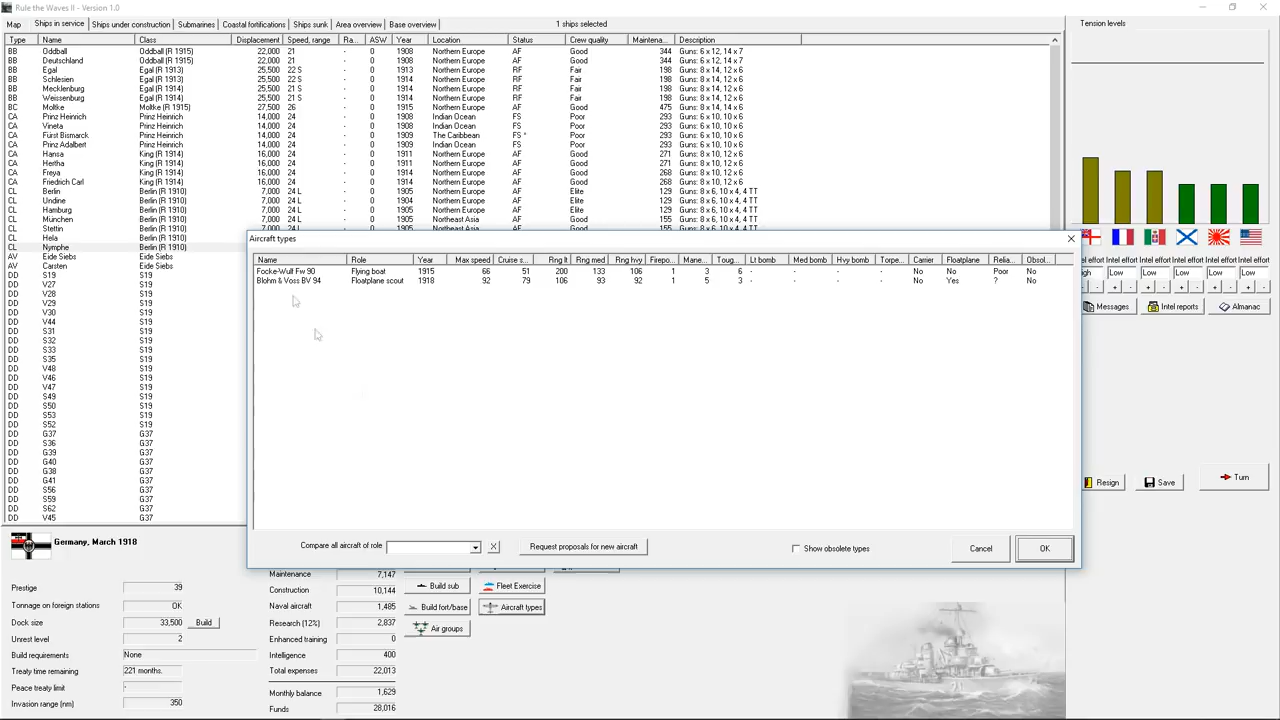 Rule the Waves II - Version 1.0
Map Ships in service Ships under construction Submarines Coastal fortifications Ships sunk Area overview Base overview 1 ships selected
Type Name Class Displacement Speed, range Ra... ASW Year Location Status Crew quality Maintena... Description
BB Oddball Oddball (R 1915) 22,000 21 - 0 1908 Northern Europe AF Good 344 Guns: 6 x 12, 14 x 7
BB Deutschland Oddball (R 1915) 22,000 21 - 0 1908 Northern Europe AF Good 344 Guns: 6 x 12, 14 x 7
BB Egal Egal (R 1913) 25,500 22 S - 0 1913 Northern Europe RF Fair 198 Guns: 8 x 14, 12 x 6
BB Schlesien Egal (R 1914) 25,500 22 S - 0 1914 Northern Europe RF Fair 198 Guns: 8 x 14, 12 x 6
BB Mecklenburg Egal (R 1914) 25,500 21 S - 0 1914 Northern Europe RF Fair 198 Guns: 8 x 14, 12 x 6
BB Weissenburg Egal (R 1914) 25,500 21 S - 0 1914 Northern Europe RF Fair 198 Guns: 8 x 14, 12 x 6
BC Moltke Moltke (R 1915) 27,500 26 - 0 1915 Northern Europe AF Good 475 Guns: 8 x 14, 12 x 6
CA Prinz Heinrich Prinz Heinrich 14,000 24 - 0 1908 Indian Ocean FS Poor 293 Guns: 6 x 10, 10 x 6
CA Vineta Prinz Heinrich 14,000 24 - 0 1908 Indian Ocean FS Poor 293 Guns: 6 x 10, 10 x 6
CA Fürst Bismarck Prinz Heinrich 14,000 24 - 0 1909 The Caribbean FS * Poor 293 Guns: 6 x 10, 10 x 6
CA Prinz Adalbert Prinz Heinrich 14,000 24 - 0 1909 Indian Ocean FS Poor 293 Guns: 6 x 10, 10 x 6
CA Hansa King (R 1914) 16,000 24 - 0 1914 Northern Europe AF Good 271 Guns: 8 x 10, 12 x 6
CA Hertha King (R 1914) 16,000 24 - 0 1914 Northern Europe AF Good 271 Guns: 8 x 10, 12 x 6
CA Freya King (R 1914) 16,000 24 - 0 1914 Northern Europe AF Good 268 Guns: 8 x 10, 12 x 6
CA Friedrich Carl King (R 1914) 16,000 24 - 0 1914 Northern Europe AF Good 268 Guns: 8 x 10, 12 x 6
CL Berlin Berlin (R 1910) 7,000 24 L - 0 1905 Northern Europe AF Elite 129 Guns: 8 x 6, 10 x 4, 4 TT
CL Undine Berlin (R 1910) 7,000 24 L - 0 1904 Northern Europe AF Elite 129 Guns: 8 x 6, 10 x 4, 4 TT
CL Hamburg Berlin (R 1910) 7,000 24 L - 0 1905 Northern Europe AF Good 129 Guns: 8 x 6, 10 x 4, 4 TT
CL München Berlin (R 1910) 7,000 24 L - 0 1905 Northeast Asia AF Good 155 Guns: 8 x 6, 10 x 4, 4 TT
CL Stettin Berlin (R 1910) 7,000 24 L - 0 1905 Northeast Asia AF Good 155 Guns: 8 x 6, 10 x 4, 4 TT
CL Hela Berlin (R 1910)
CL Nymphe Berlin (R 1910)
AV Eide Siebs Eide Siebs
AV Carsten Eide Siebs
DD S19 S19
DD V27 S19
DD V28 S19
DD V29 S19
DD V30 S19
DD V44 S19
DD S31 S19
DD S32 S19
DD S33 S19
DD S35 S19
DD V48 S19
DD V46 S19
DD V47 S19
DD S49 S19
DD S50 S19
DD S53 S19
DD S52 S19
DD G37 G37
DD S36 G37
DD G39 G37
DD G40 G37
DD G38 G37
DD G41 G37
DD S56 G37
DD S59 G37
DD S62 G37
DD V45 G37
Tension levels
Intel effort Intel effort Intel effort Intel effort Intel effort
Low Low Low Low Low
Messages Intel reports Almanac
Resign Save Turn
Aircraft types
Name Role Year Max speed Cruise s... Rng lt Rng med Rng hvy Firepo... Mane... Toug... Lt bomb Med bomb Hvy bomb Torpe... Carrier Floatplane Relia... Obsol...
Focke-Wulf Fw 90 Flying boat 1915 66 51 200 133 106 1 3 6 - - - - No No Poor No
Blohm & Voss BV 94 Floatplane scout 1918 92 79 106 93 92 1 5 3 - - - - No Yes ? No
Compare all aircraft of role X Request proposals for new aircraft Show obsolete types Cancel OK
Germany, March 1918
Prestige 39
Tonnage on foreign stations OK
Dock size 33,500 Build
Unrest level 2
Build requirements None
Treaty time remaining 221 months.
Peace treaty limit -
Invasion range (nm) 350
Maintenance 7,147
Construction 10,144
Naval aircraft 1,485
Research (12%) 2,837
Enhanced training 0
Intelligence 400
Total expenses 22,013
Monthly balance 1,629
Funds 28,016
Build sub Fleet Exercise
Build fort/base Aircraft types
Air groups